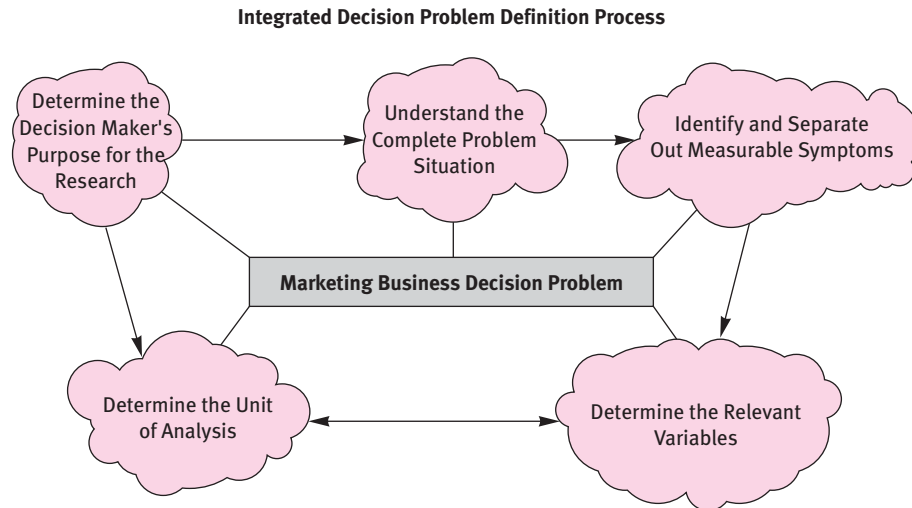 Integrated Decision Problem Definition Process
Determine the
Decision Maker's
Purpose for the
Research
Understand the
Complete Problem
Situation
Identify and Separate
Out Measurable Symptoms
Marketing Business Decision Problem
Determine the Unit
of Analysis
Determine the Relevant
Variables